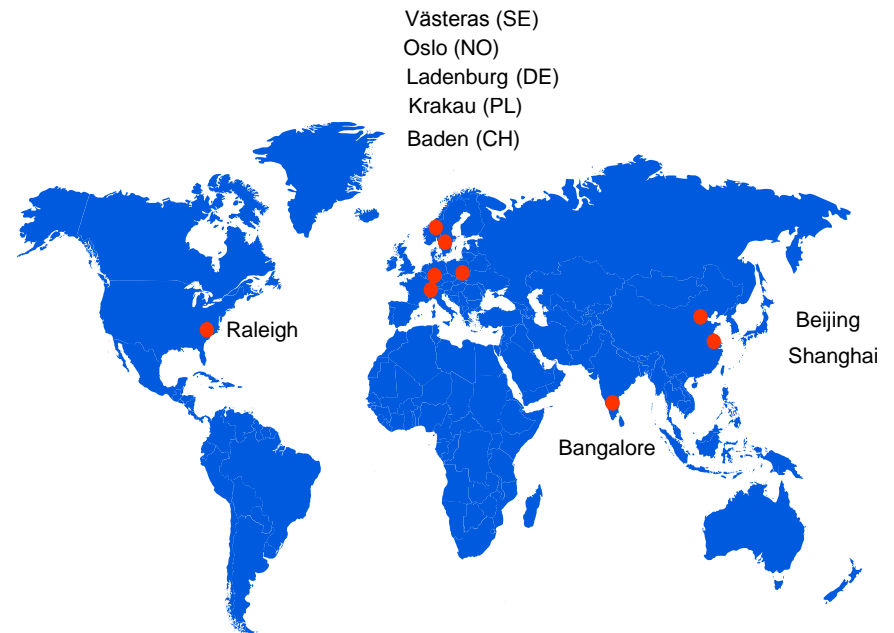 Västeras (SE)
Oslo (NO)
Ladenburg (DE)
Krakau (PL)
Baden (CH)
Raleigh
Beijing
Shanghai
Bangalore